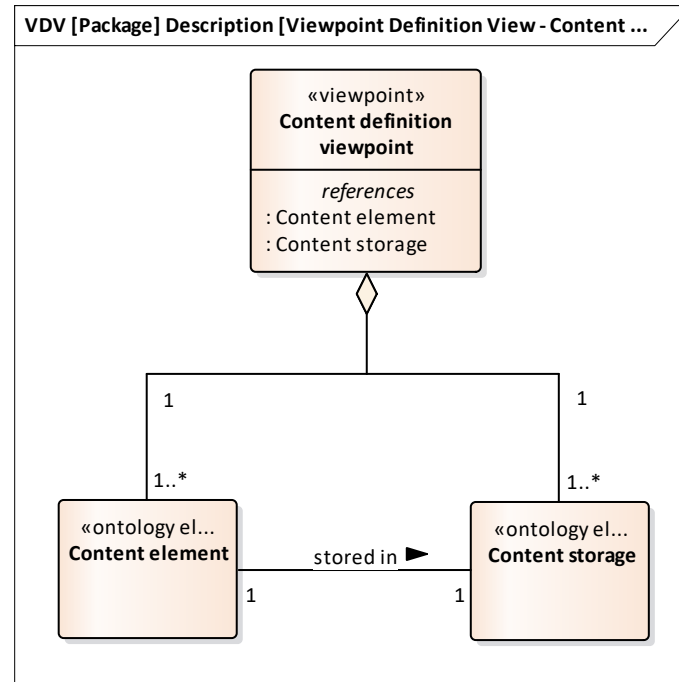 VDV [Package] Description [Viewpoint Definition View - Content ...
«viewpoint»
Content definition
viewpoint
references
: Content element
: Content storage
1
1
1..*
1..*
«ontology el...
Content element
stored in
«ontology el...
Content storage
1
1